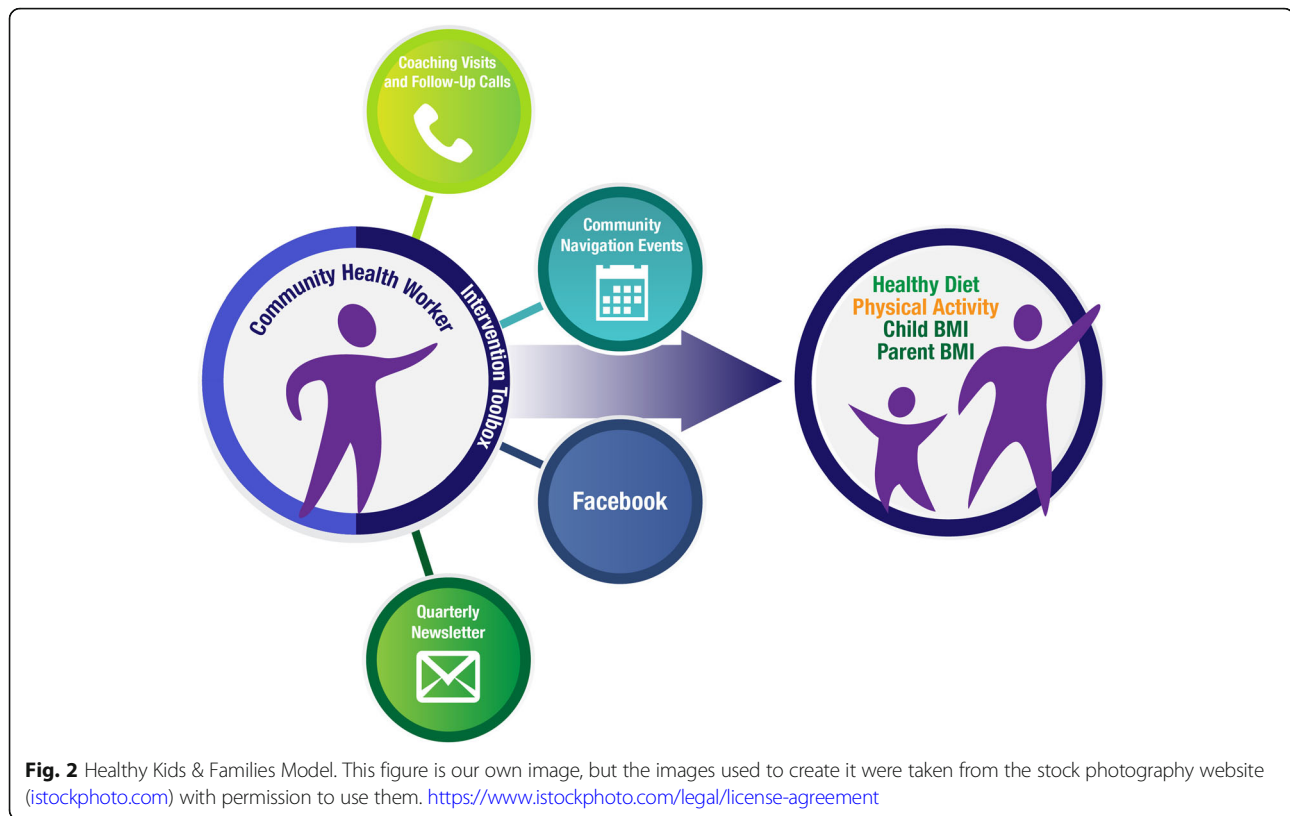 Coaching Visits
and Follow-Up Calls
Community
Navigation Events
Community Health Worker
Intervention Toolbox
Healthy Diet
Physical Activity
Child BMI
Parent BMI
Facebook
Quarterly
Newsletter
Fig. 2 Healthy Kids & Families Model. This figure is our own image, but the images used to create it were taken from the stock photography website
(istockphoto.com) with permission to use them. https://www.istockphoto.com/legal/license-agreement